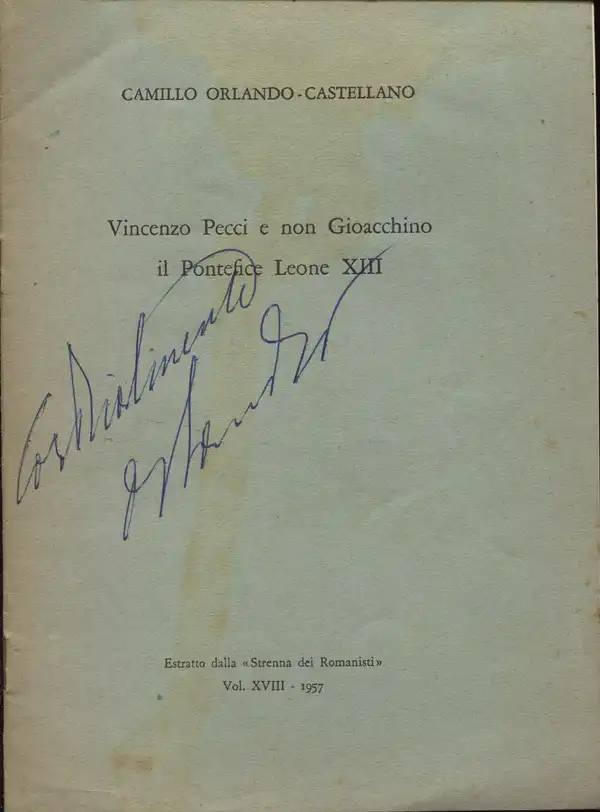 CAMILLO ORLANDO-CASTELLANO
Vincenzo Pecci e non Gioacchino
il Pontefice Leone XIII
Cordialmente
Orlando
Estratto dalla «Strenna dei Romanisti»
Vol. XVIII - 1957